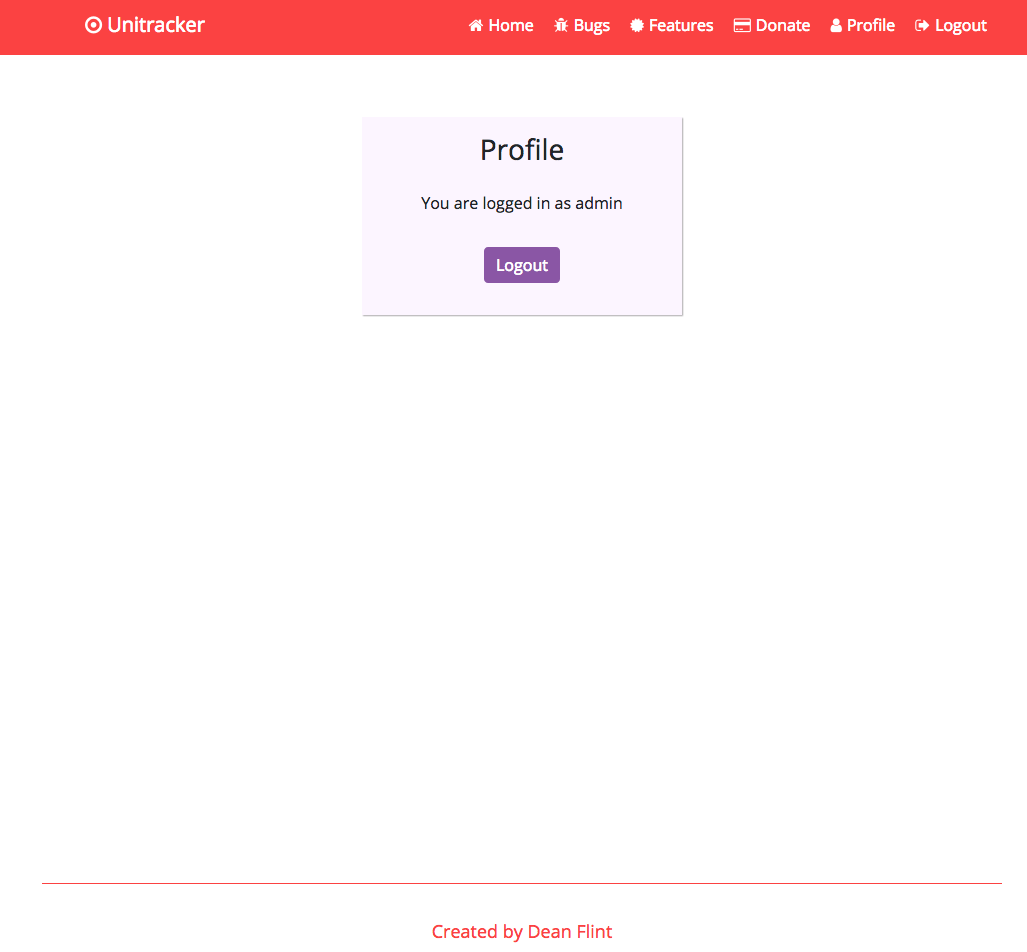 Unitracker
Home Bugs Features Donate Profile Logout
Profile
You are logged in as admin
Logout
Created by Dean Flint